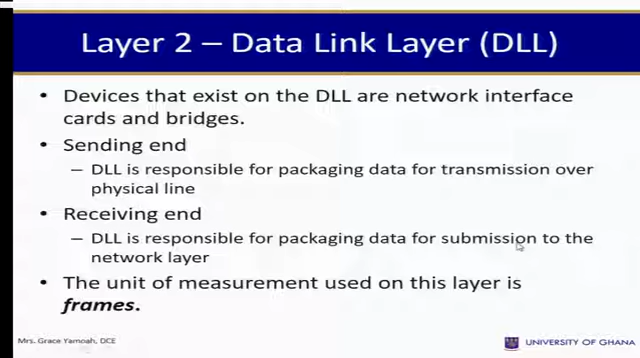 Layer 2 – Data Link Layer (DLL)
• Devices that exist on the DLL are network interface
cards and bridges.
• Sending end
– DLL is responsible for packaging data for transmission over
physical line
• Receiving end
– DLL is responsible for packaging data for submission to the
network layer
• The unit of measurement used on this layer is
frames.
Mrs. Grace Yamoah, DCE
UNIVERSITY OF GHANA